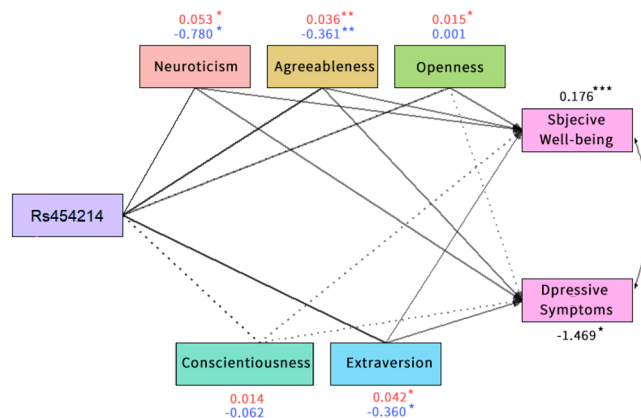 0.053 * 0.036 ** 0.015 *
-0.780 * -0.361 ** 0.001
Neuroticism Agreeableness Openness
0.176 ***
Sbjecive
Well-being
Rs454214
Dpressive
Symptoms
-1.469 *
Conscientiousness Extraversion
0.014 0.042 *
-0.062 -0.360 *